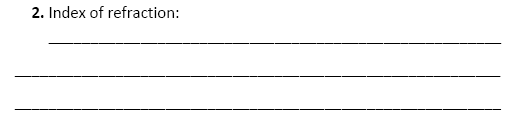 2. Index of refraction: